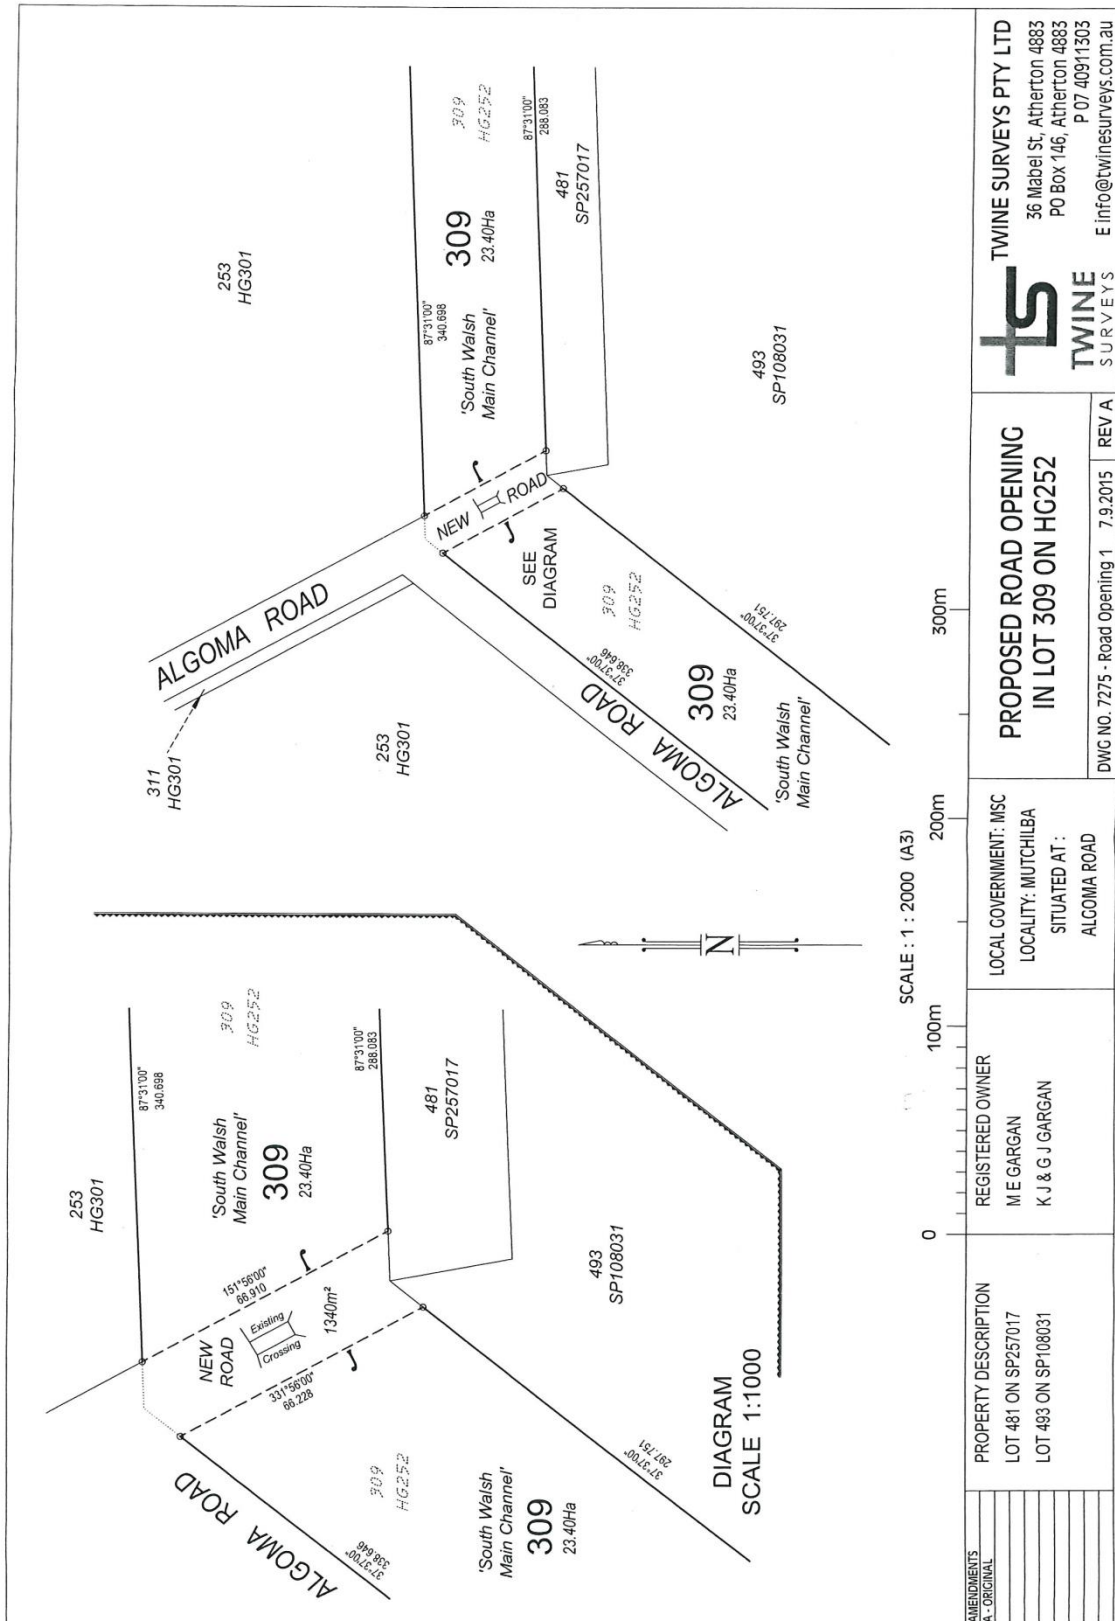 253
HG301
87°31'00"
340.698
'South Walsh
Main Channel'
309
23.40Ha
309
HG252
87°31'00"
288.083
481
SP257017
151°56'00"
66.910
NEW
ROAD
Existing
Crossing
1340m²
331°56'00"
66.228
ALGOMA ROAD
37°37'00"
338.646
309
HG252
'South Walsh
Main Channel'
309
23.40Ha
37°37'00"
297.751
493
SP108031
DIAGRAM
SCALE 1:1000
N
311
HG301
ALGOMA ROAD
253
HG301
253
HG301
87°31'00"
340.698
'South Walsh
Main Channel'
309
23.40Ha
309
HG252
87°31'00"
288.083
481
SP257017
NEW ROAD
SEE
DIAGRAM
309
HG252
37°37'00"
338.646
ALGOMA ROAD
309
23.40Ha
'South Walsh
Main Channel'
37°37'00"
297.751
493
SP108031
SCALE : 1 : 2000 (A3)
0 100m 200m 300m
AMENDMENTS
A - ORIGINAL
PROPERTY DESCRIPTION
LOT 481 ON SP257017
LOT 493 ON SP108031
REGISTERED OWNER
M E GARGAN
K J & G J GARGAN
LOCAL GOVERNMENT: MSC
LOCALITY: MUTCHILBA
SITUATED AT :
ALGOMA ROAD
PROPOSED ROAD OPENING
IN LOT 309 ON HG252
DWG NO. 7275 - Road Opening 1 7.9.2015 REV A
ts
TWINE
SURVEYS
TWINE SURVEYS PTY LTD
36 Mabel St, Atherton 4883
PO Box 146, Atherton 4883
P 07 40911303
E info@twinesurveys.com.au